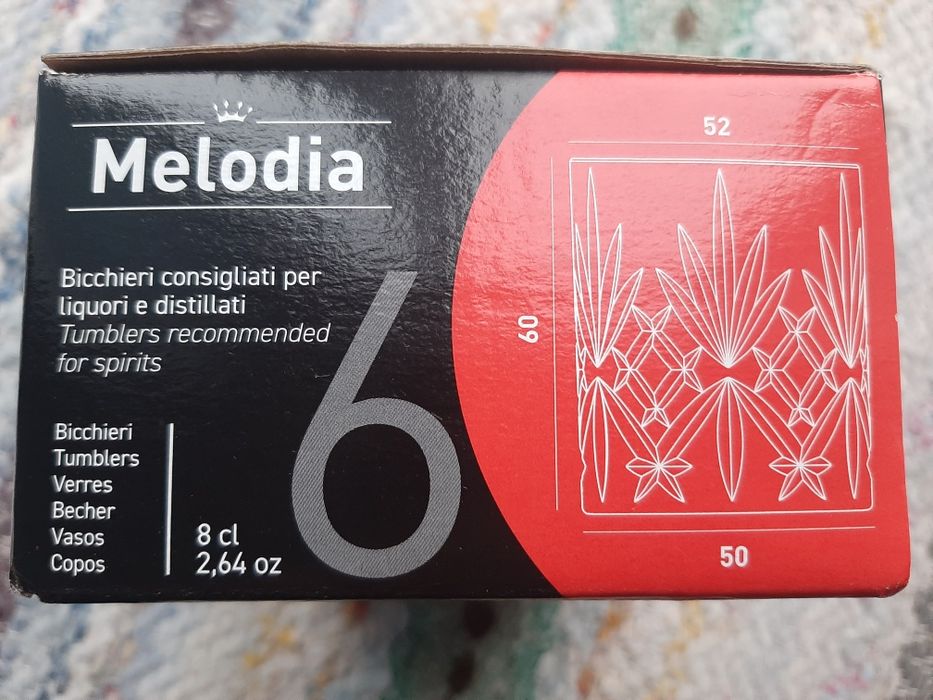 Melodia
Bicchieri consigliati per
liquori e distillati
Tumblers recommended
for spirits
6
Bicchieri
Tumblers
Verres
Becher
Vasos
Copos
8 cl
2,64 oz
52
60
50